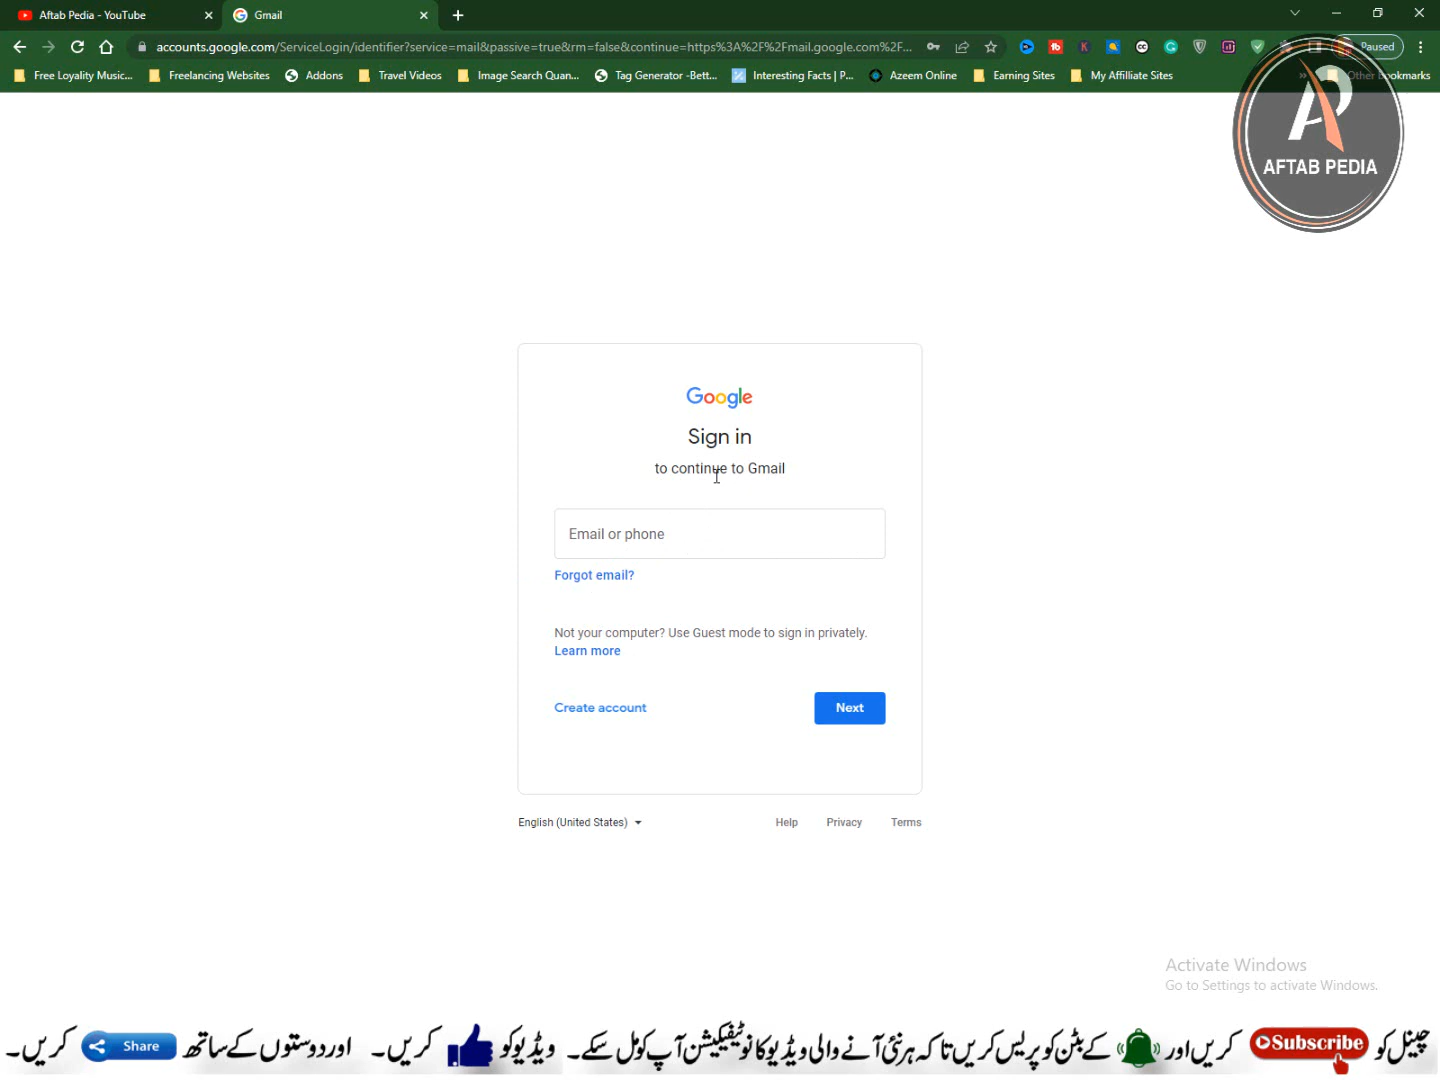 Aftab Pedia - YouTube
Gmail
accounts.google.com/ServiceLogin/identifier?service=mail&passive=true&rm=false&continue=https%3A%2F%2Fmail.google.com%2F...
Paused
Free Loyality Music...
Freelancing Websites
Addons
Travel Videos
Image Search Quan...
Tag Generator -Bett...
Interesting Facts | P...
Azeem Online
Earning Sites
My Affilliate Sites
Other Bookmarks
AFTAB PEDIA
Google
Sign in
to continue to Gmail
Email or phone
Forgot email?
Not your computer? Use Guest mode to sign in privately.
Learn more
Create account
Next
English (United States)
Help
Privacy
Terms
Activate Windows
Go to Settings to activate Windows.
چینل کو Subscribe کریں اور کے بٹن کو پریس کریں تا کہ ہر نئی آنے والی ویڈیو کا نوٹیفیکیشن آپ کو مل سکے۔ ویڈیو کو کریں۔ اور دوستوں کے ساتھ Share کریں۔